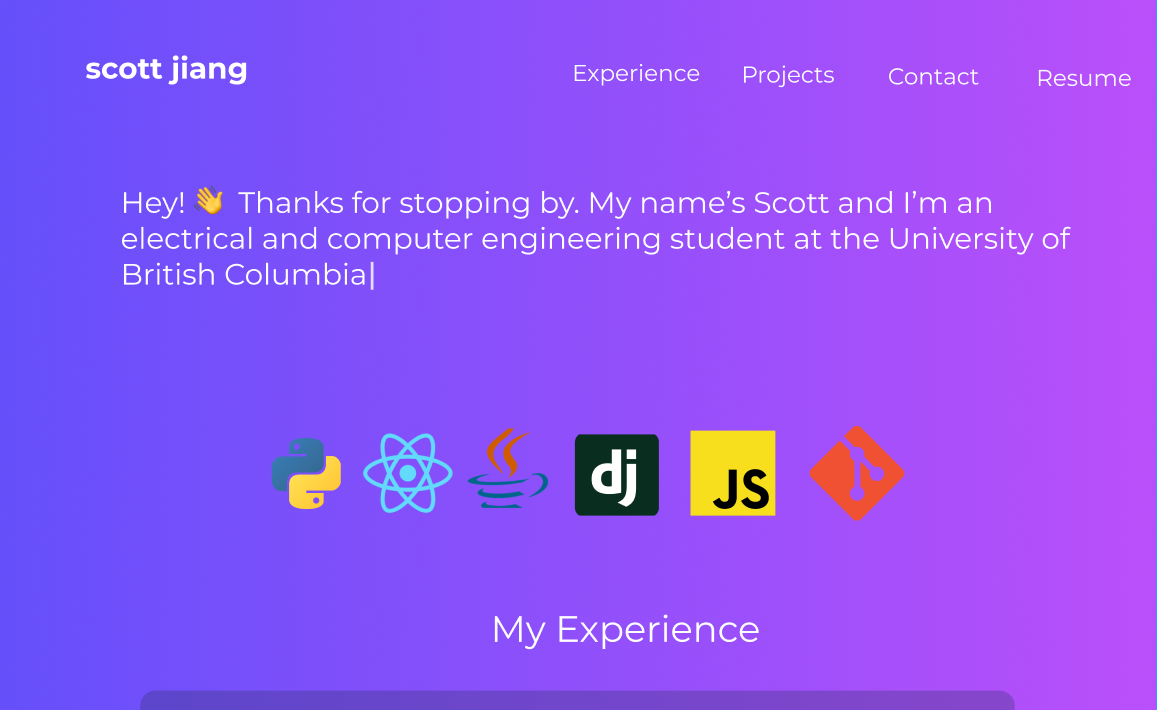 scott jiang
Experience Projects Contact Resume
Hey! 👋 Thanks for stopping by. My name’s Scott and I’m an
electrical and computer engineering student at the University of
British Columbia|
dj
JS
My Experience